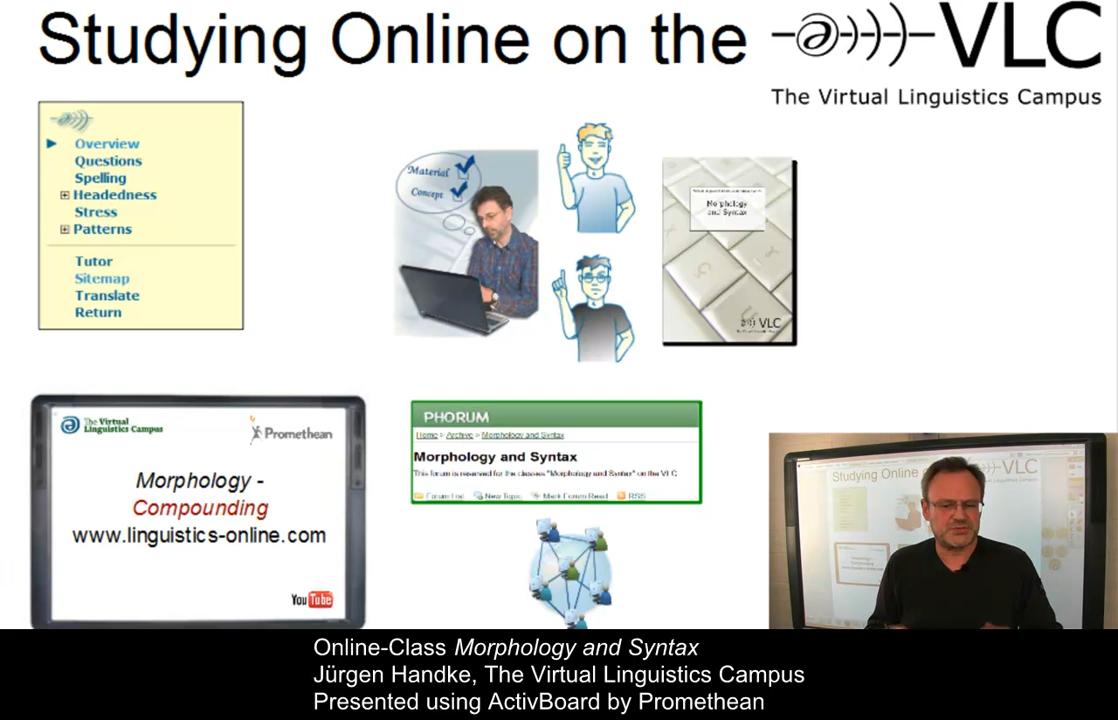 Studying Online on the
VLC
The Virtual Linguistics Campus
Overview
Questions
Spelling
Headedness
Stress
Patterns
Tutor
Sitemap
Translate
Return
Material
Concept
Morphology
and Syntax
VLC
The Virtual
Linguistics Campus
Promethean
Morphology -
Compounding
www.linguistics-online.com
YouTube
PHORUM
Home > Archive > Morphology and Syntax
Morphology and Syntax
This forum is reserved for the classes "Morphology and Syntax" on the VLC
Forum List New Topic Mark Forum Read RSS
Studying Online
VLC
Online-Class Morphology and Syntax
Jürgen Handke, The Virtual Linguistics Campus
Presented using ActivBoard by Promethean